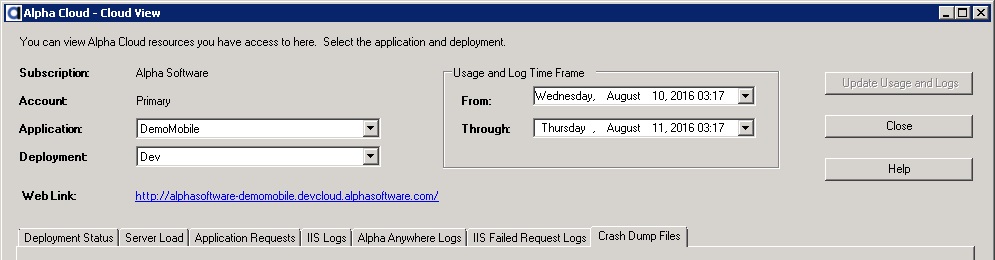 Alpha Cloud - Cloud View
You can view Alpha Cloud resources you have access to here. Select the application and deployment.
Subscription: Alpha Software
Account: Primary
Application: DemoMobile
Deployment: Dev
Web Link: http://alphasoftware-demomobile.devcloud.alphasoftware.com/
Usage and Log Time Frame
From: Wednesday, August 10, 2016 03:17
Through: Thursday , August 11, 2016 03:17
Update Usage and Logs
Close
Help
Deployment Status Server Load Application Requests IIS Logs Alpha Anywhere Logs IIS Failed Request Logs Crash Dump Files